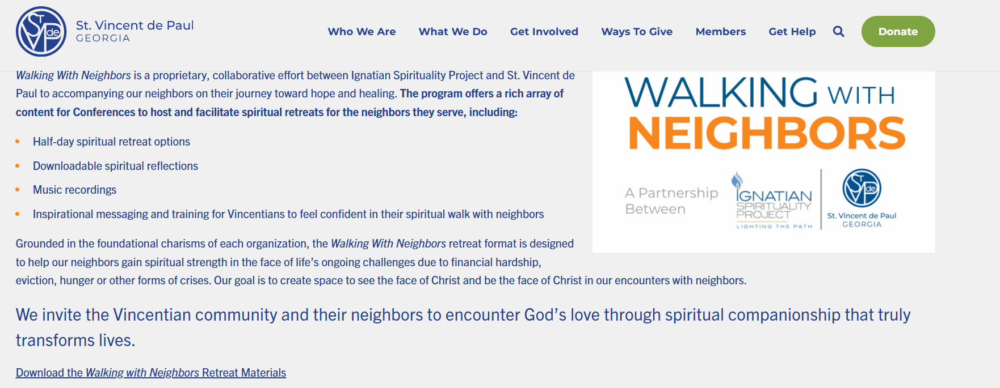 St. Vincent de Paul
GEORGIA
Who We Are
What We Do
Get Involved
Ways To Give
Members
Get Help
Donate
Walking With Neighbors is a proprietary, collaborative effort between Ignatian Spirituality Project and St. Vincent de
Paul to accompanying our neighbors on their journey toward hope and healing. The program offers a rich array of
content for Conferences to host and facilitate spiritual retreats for the neighbors they serve, including:
Half-day spiritual retreat options
Downloadable spiritual reflections
Music recordings
Inspirational messaging and training for Vincentians to feel confident in their spiritual walk with neighbors
Grounded in the foundational charisms of each organization, the Walking With Neighbors retreat format is designed
to help our neighbors gain spiritual strength in the face of life’s ongoing challenges due to financial hardship,
eviction, hunger or other forms of crises. Our goal is to create space to see the face of Christ and be the face of Christ in our encounters with neighbors.
We invite the Vincentian community and their neighbors to encounter God’s love through spiritual companionship that truly
transforms lives.
Download the Walking with Neighbors Retreat Materials
WALKING WITH
NEIGHBORS
A Partnership
Between
IGNATIAN
SPIRITUALITY
PROJECT
LIGHTING THE PATH
ST
de
VP
St. Vincent de Paul
GEORGIA